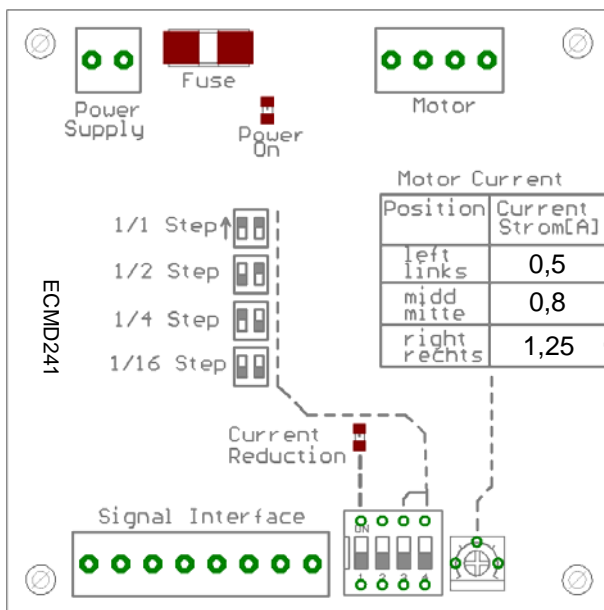 Fuse
Power
Supply
Power
On
Motor
Motor Current
Position
Current
Strom[A]
left
links
0,5
midd
mitte
0,8
right
rechts
1,25
1/1 Step
1/2 Step
1/4 Step
1/16 Step
ECMD241
Current
Reduction
Signal Interface
ON
1 2 3 4